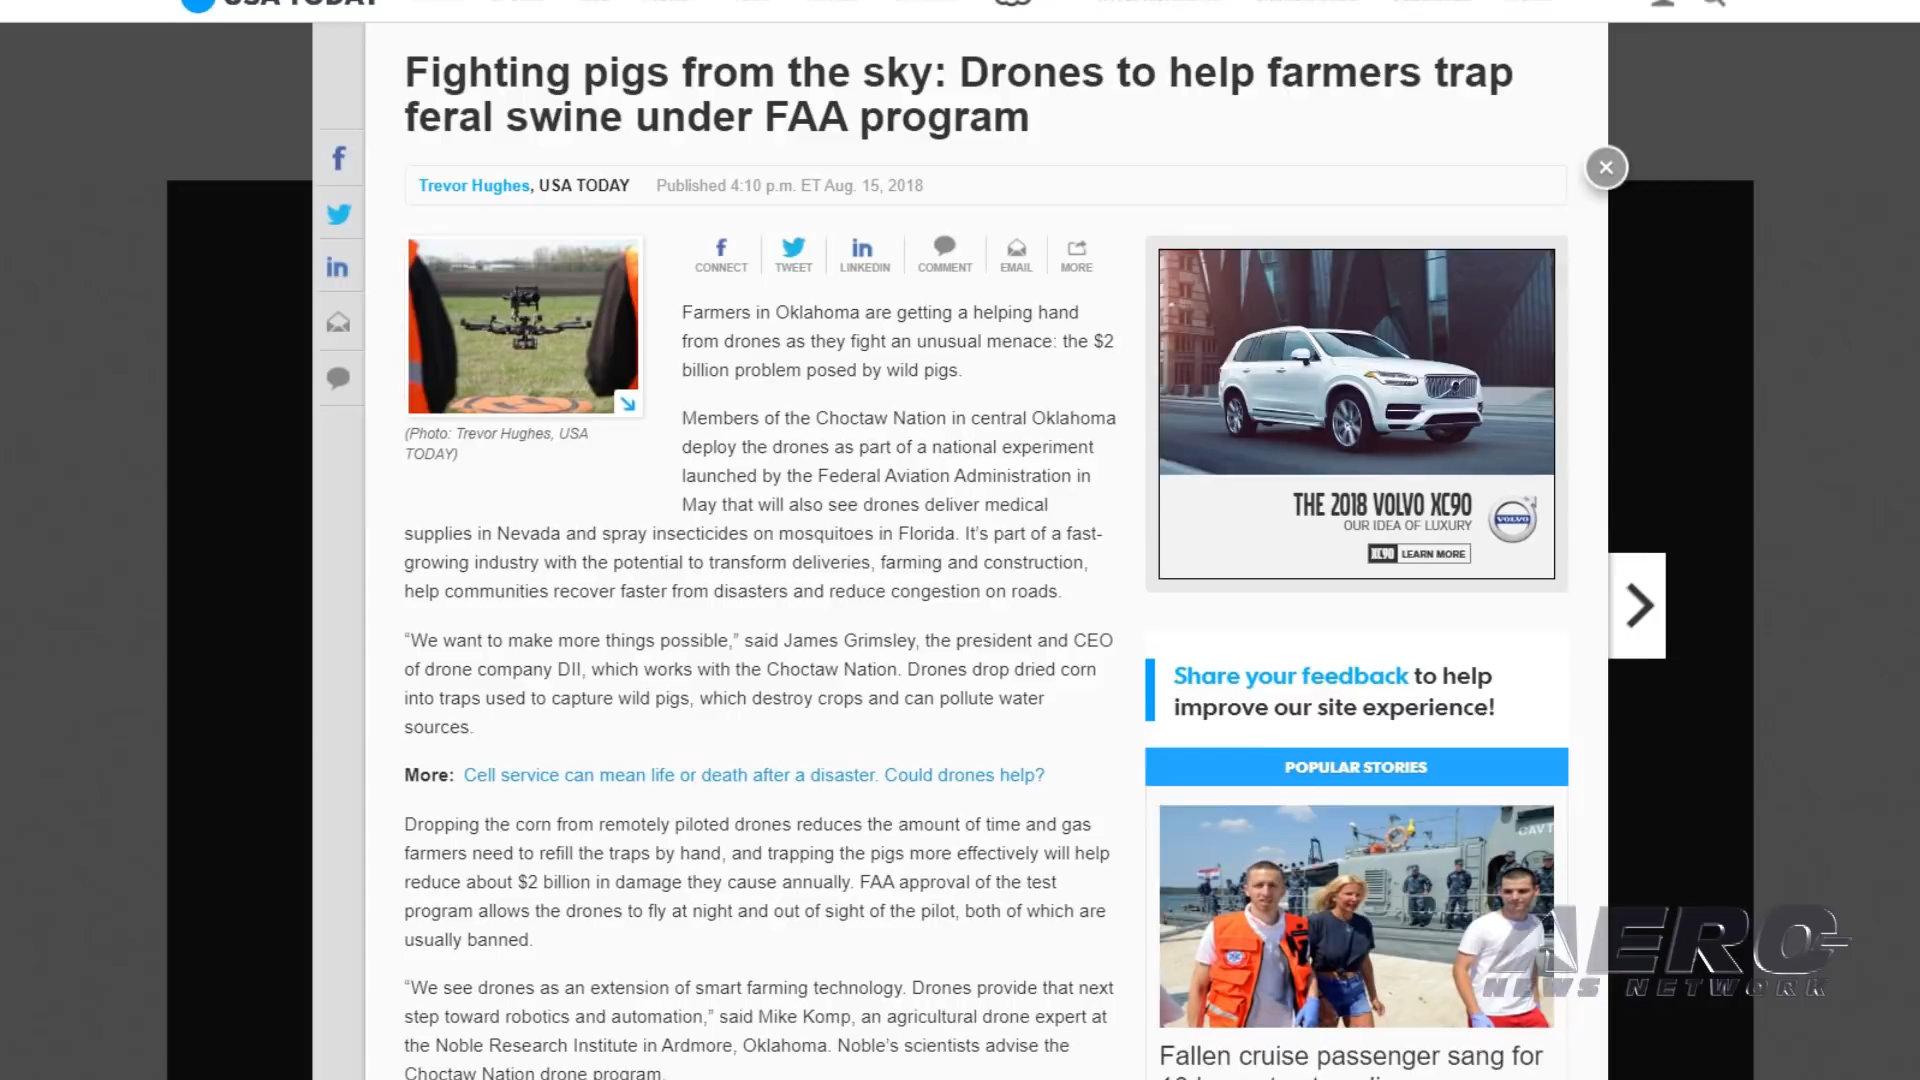 USA TODAY
Fighting pigs from the sky: Drones to help farmers trap
feral swine under FAA program
Trevor Hughes, USA TODAY Published 4:10 p.m. ET Aug. 15, 2018
CONNECT TWEET LINKEDIN COMMENT EMAIL MORE
(Photo: Trevor Hughes, USA
TODAY)
Farmers in Oklahoma are getting a helping hand
from drones as they fight an unusual menace: the $2
billion problem posed by wild pigs.
Members of the Choctaw Nation in central Oklahoma
deploy the drones as part of a national experiment
launched by the Federal Aviation Administration in
May that will also see drones deliver medical
supplies in Nevada and spray insecticides on mosquitoes in Florida. It’s part of a fast-
growing industry with the potential to transform deliveries, farming and construction,
help communities recover faster from disasters and reduce congestion on roads.
“We want to make more things possible,” said James Grimsley, the president and CEO
of drone company DII, which works with the Choctaw Nation. Drones drop dried corn
into traps used to capture wild pigs, which destroy crops and can pollute water
sources.
More: Cell service can mean life or death after a disaster. Could drones help?
Dropping the corn from remotely piloted drones reduces the amount of time and gas
farmers need to refill the traps by hand, and trapping the pigs more effectively will help
reduce about $2 billion in damage they cause annually. FAA approval of the test
program allows the drones to fly at night and out of sight of the pilot, both of which are
usually banned.
“We see drones as an extension of smart farming technology. Drones provide that next
step toward robotics and automation,” said Mike Komp, an agricultural drone expert at
the Noble Research Institute in Ardmore, Oklahoma. Noble’s scientists advise the
Choctaw Nation drone program.
THE 2018 VOLVO XC90
OUR IDEA OF LUXURY
VOLVO
XC90 LEARN MORE
Share your feedback to help
improve our site experience!
POPULAR STORIES
CAVT
Fallen cruise passenger sang for
AERO
NEWS NETWORK